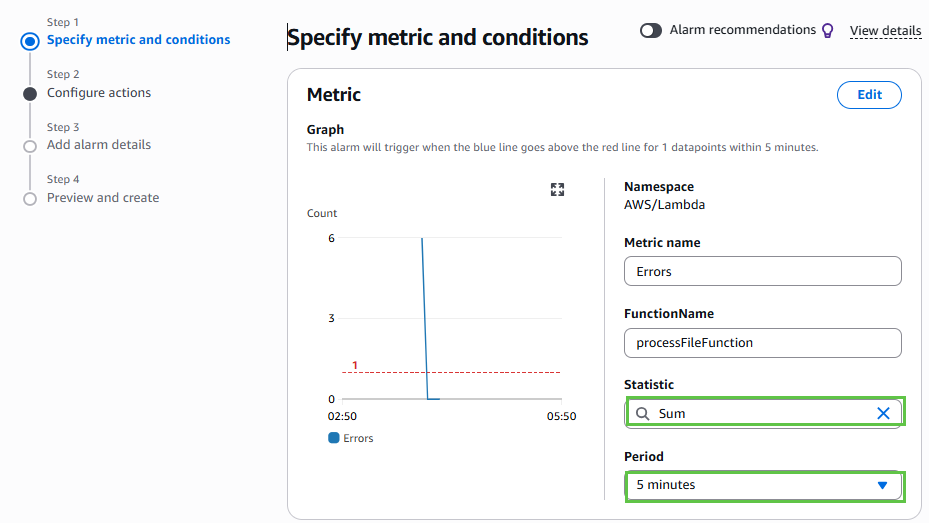 Step 1
Specify metric and conditions
Step 2
Configure actions
Step 3
Add alarm details
Step 4
Preview and create
Specify metric and conditions
Alarm recommendations
View details
Metric
Edit
Graph
This alarm will trigger when the blue line goes above the red line for 1 datapoints within 5 minutes.
Count
6
3
1
0
02:50
05:50
Errors
Namespace
AWS/Lambda
Metric name
Errors
FunctionName
processFileFunction
Statistic
Sum
Period
5 minutes